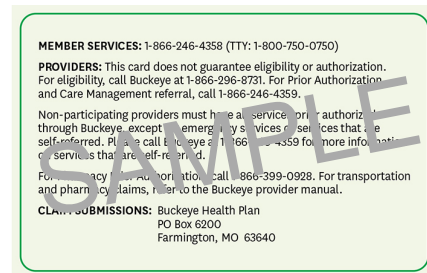 MEMBER SERVICES: 1-866-246-4358 (TTY: 1-800-750-0750)
PROVIDERS: This card does not guarantee eligibility or authorization.
For eligibility, call Buckeye at 1-866-296-8731. For Prior Authorization
and Care Management referral, call 1-866-246-4359.
Non-participating providers must have all services prior authorized
through Buckeye, except for emergency services or services that are
self-referred. Please call Buckeye at 4359 for more information
on services that are self-referred.
For Pharmacy Prior Authorization call 866-399-0928. For transportation
and pharmacy claims, refer to the Buckeye provider manual.
CLAIM SUBMISSIONS: Buckeye Health Plan
PO Box 6200
Farmington, MO 63640
SAMPLE